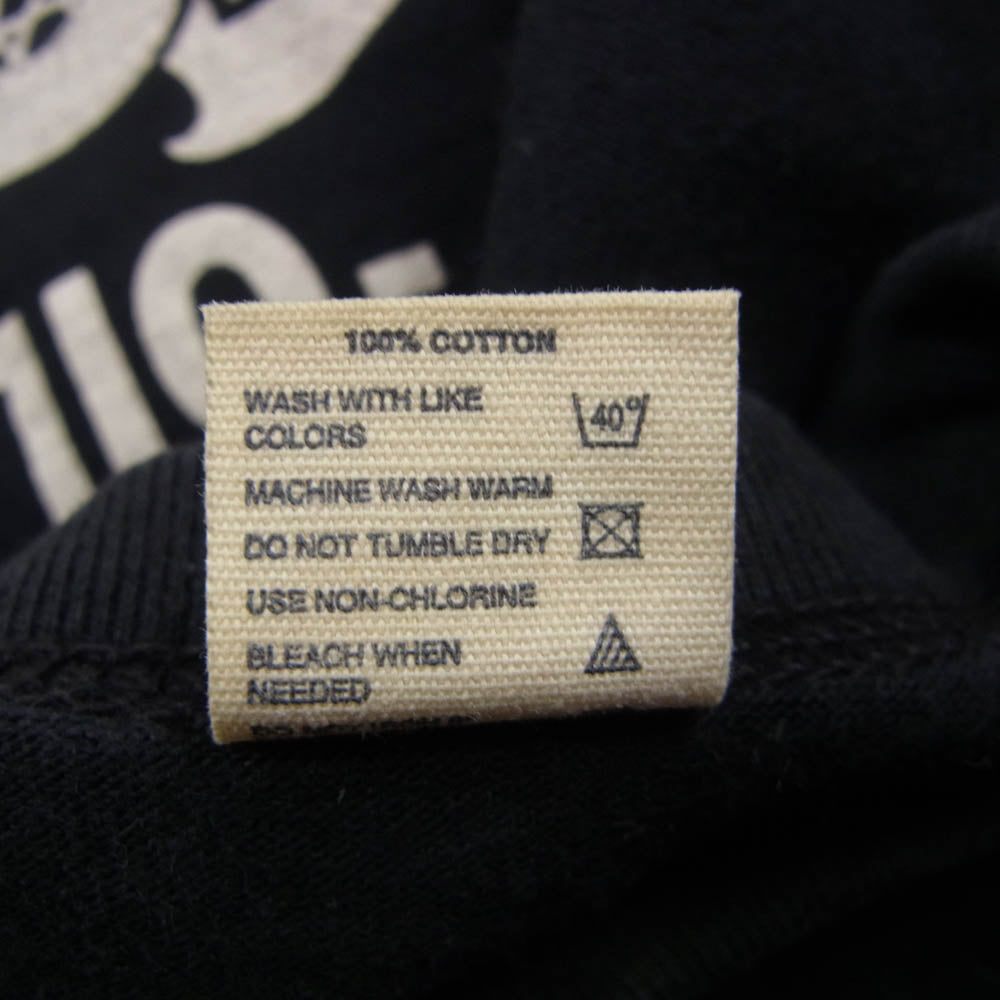 110-
100% COTTON
WASH WITH LIKE
COLORS
40°
MACHINE WASH WARM
DO NOT TUMBLE DRY
USE NON-CHLORINE
BLEACH WHEN
NEEDED